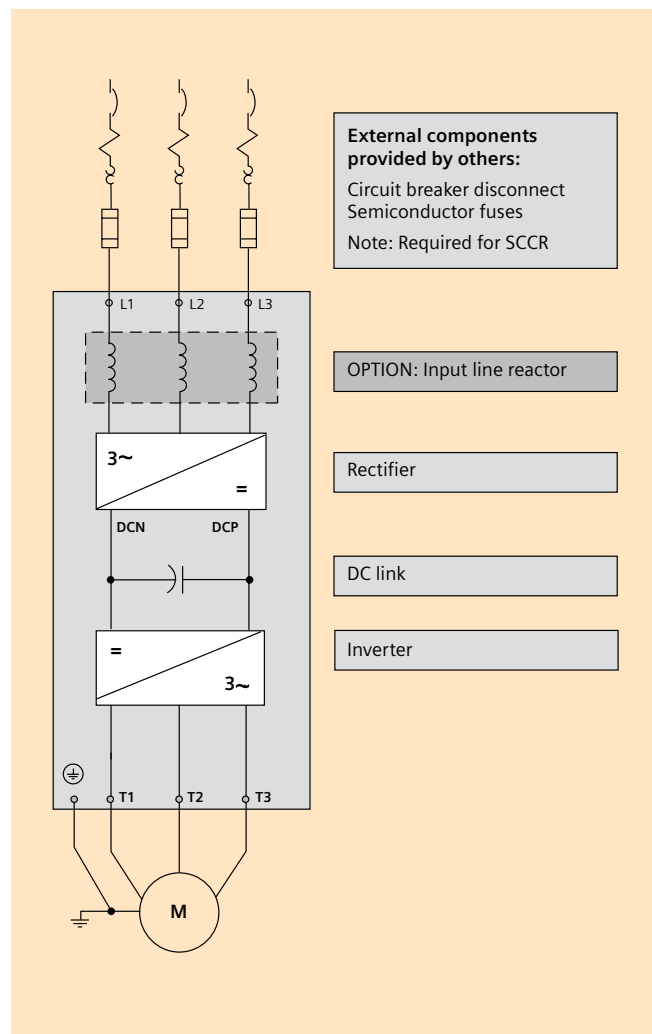 External components
provided by others:
Circuit breaker disconnect
Semiconductor fuses
Note: Required for SCCR
L1 L2 L3
OPTION: Input line reactor
3~
=
Rectifier
DCN DCP
DC link
=
3~
Inverter
T1 T2 T3
M